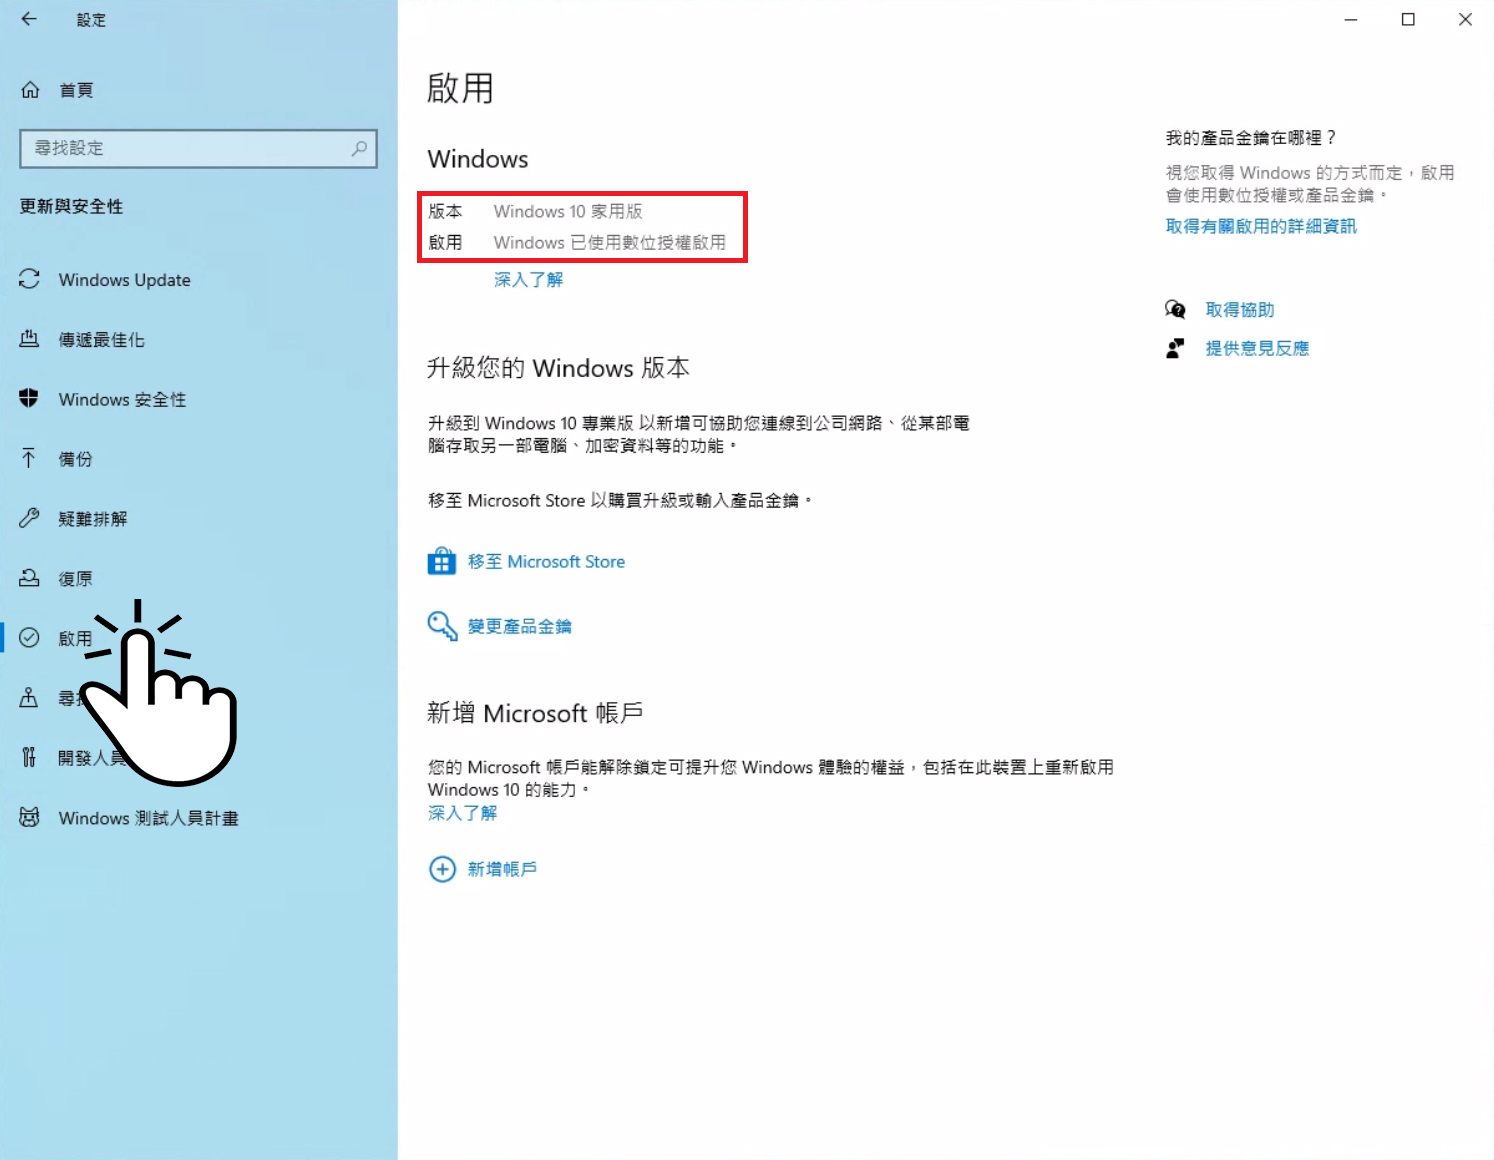 設定
首頁
尋找設定
更新與安全性
Windows Update
傳遞最佳化
Windows 安全性
備份
疑難排解
復原
啟用
尋
開發人員
Windows 測試人員計畫
啟用
Windows
版本 Windows 10 家用版
啟用 Windows 已使用數位授權啟用
深入了解
升級您的 Windows 版本
升級到 Windows 10 專業版 以新增可協助您連線到公司網路、從某部電
腦存取另一部電腦、加密資料等的功能。
移至 Microsoft Store 以購買升級或輸入產品金鑰。
移至 Microsoft Store
變更產品金鑰
新增 Microsoft 帳戶
您的 Microsoft 帳戶能解除鎖定可提升您 Windows 體驗的權益，包括在此裝置上重新啟用
Windows 10 的能力。
深入了解
新增帳戶
我的產品金鑰在哪裡？
視您取得 Windows 的方式而定，啟用
會使用數位授權或產品金鑰。
取得有關啟用的詳細資訊
取得協助
提供意見反應